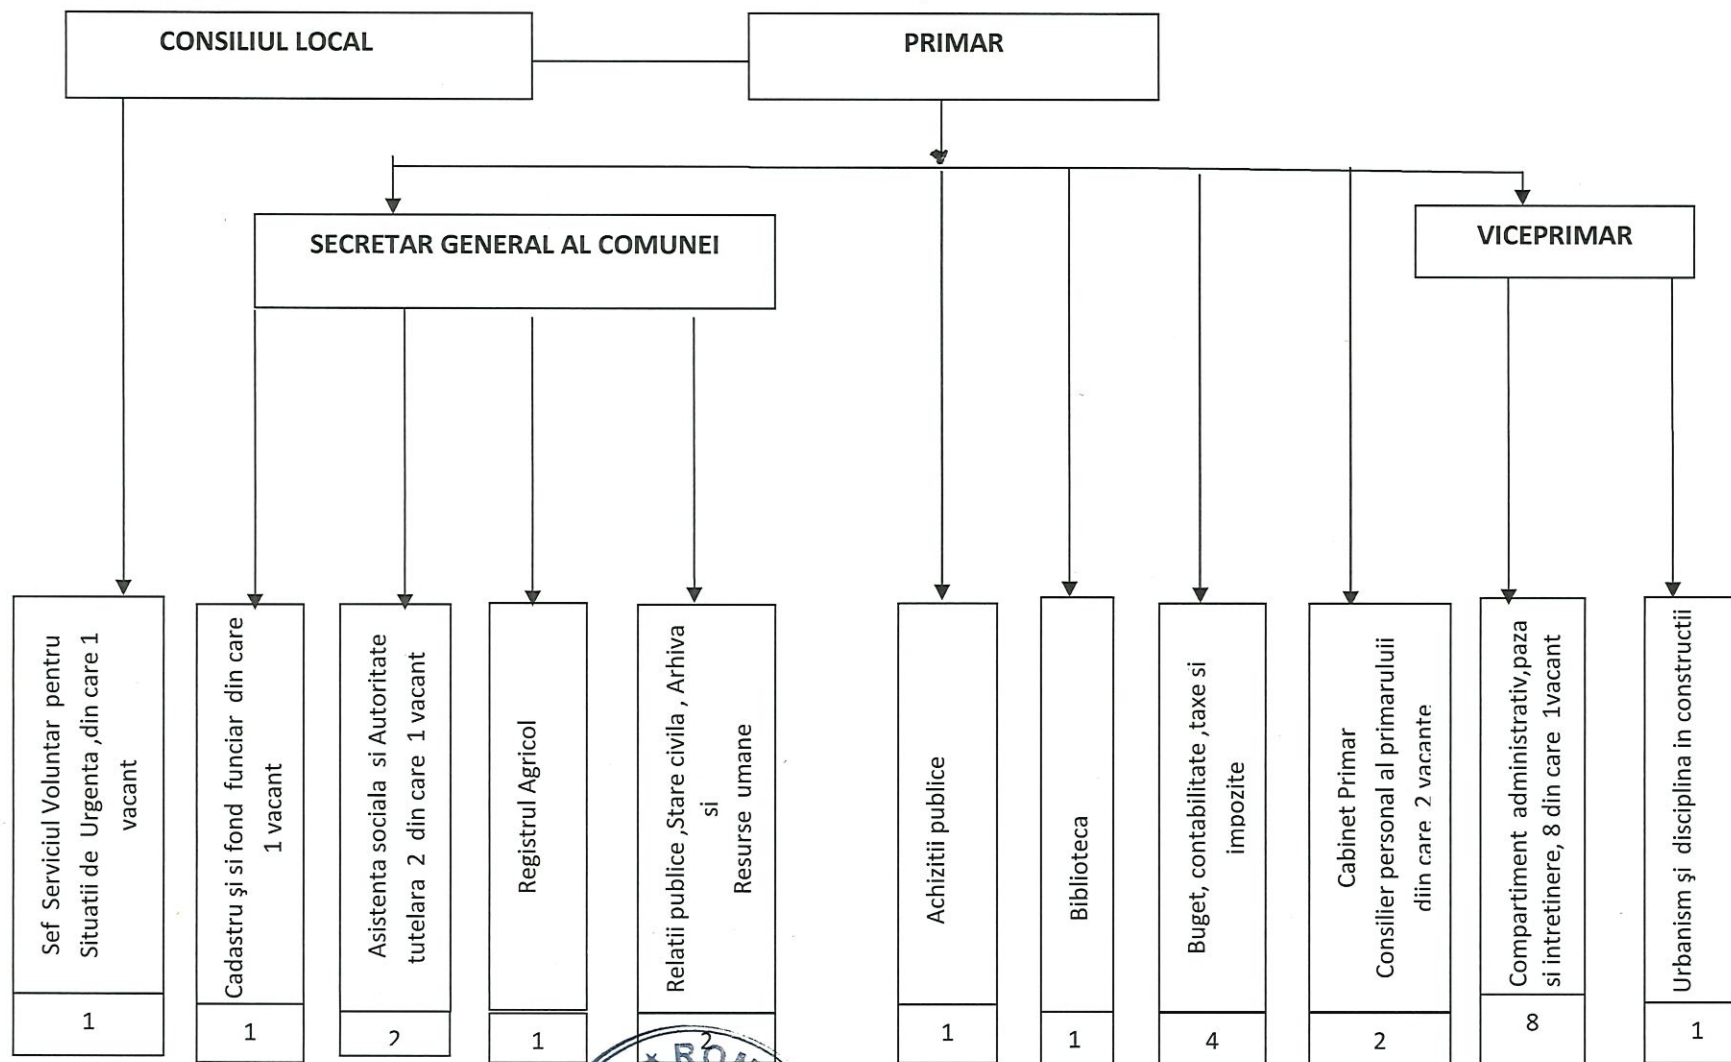 CONSILIUL LOCAL
PRIMAR
SECRETAR GENERAL AL COMUNEI
VICEPRIMAR
Sef Serviciul Voluntar pentru
Situatii de Urgenta ,din care 1
vacant
1
Cadastru și si fond funciar din care
1 vacant
1
Asistenta sociala si Autoritate
tutelara 2 din care 1 vacant
2
Registrul Agricol
1
Relatii publice ,Stare civila , Arhiva
si
Resurse umane
2
Achizitii publice
1
Biblioteca
1
Buget, contabilitate ,taxe si
impozite
4
Cabinet Primar
Consilier personal al primaruluii
diin care 2 vacante
2
Compartiment administrativ,paza
si intretinere, 8 din care 1vacant
8
Urbanism și disciplina in constructii
1